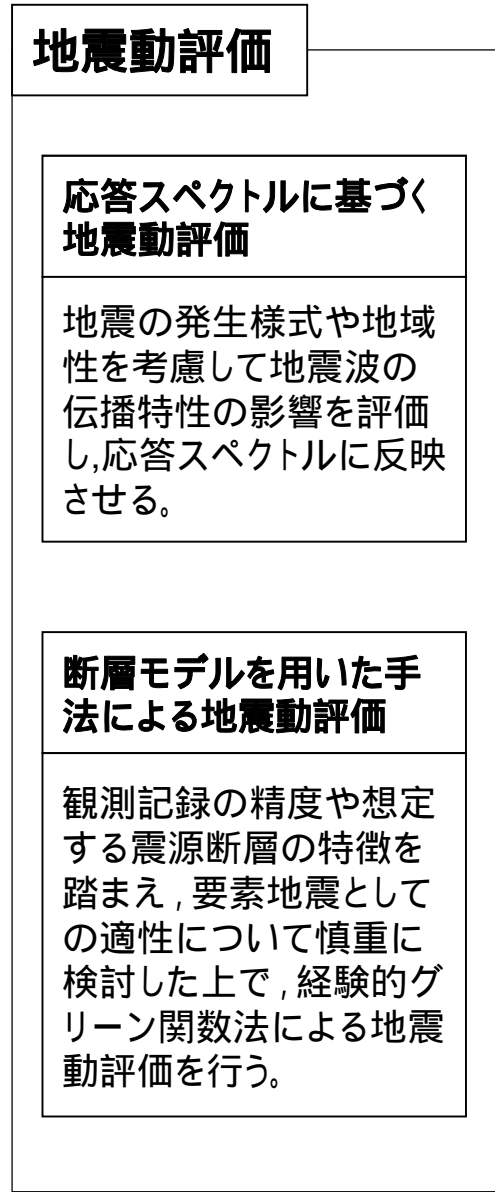 地震動評価
応答スペクトルに基づく
地震動評価
地震の発生様式や地域
性を考慮して地震波の
伝播特性の影響を評価
し,応答スペクトルに反映
させる。
断層モデルを用いた手
法による地震動評価
観測記録の精度や想定
する震源断層の特徴を
踏まえ,要素地震として
の適性について慎重に
検討した上で,経験的グ
リーン関数法による地震
動評価を行う。